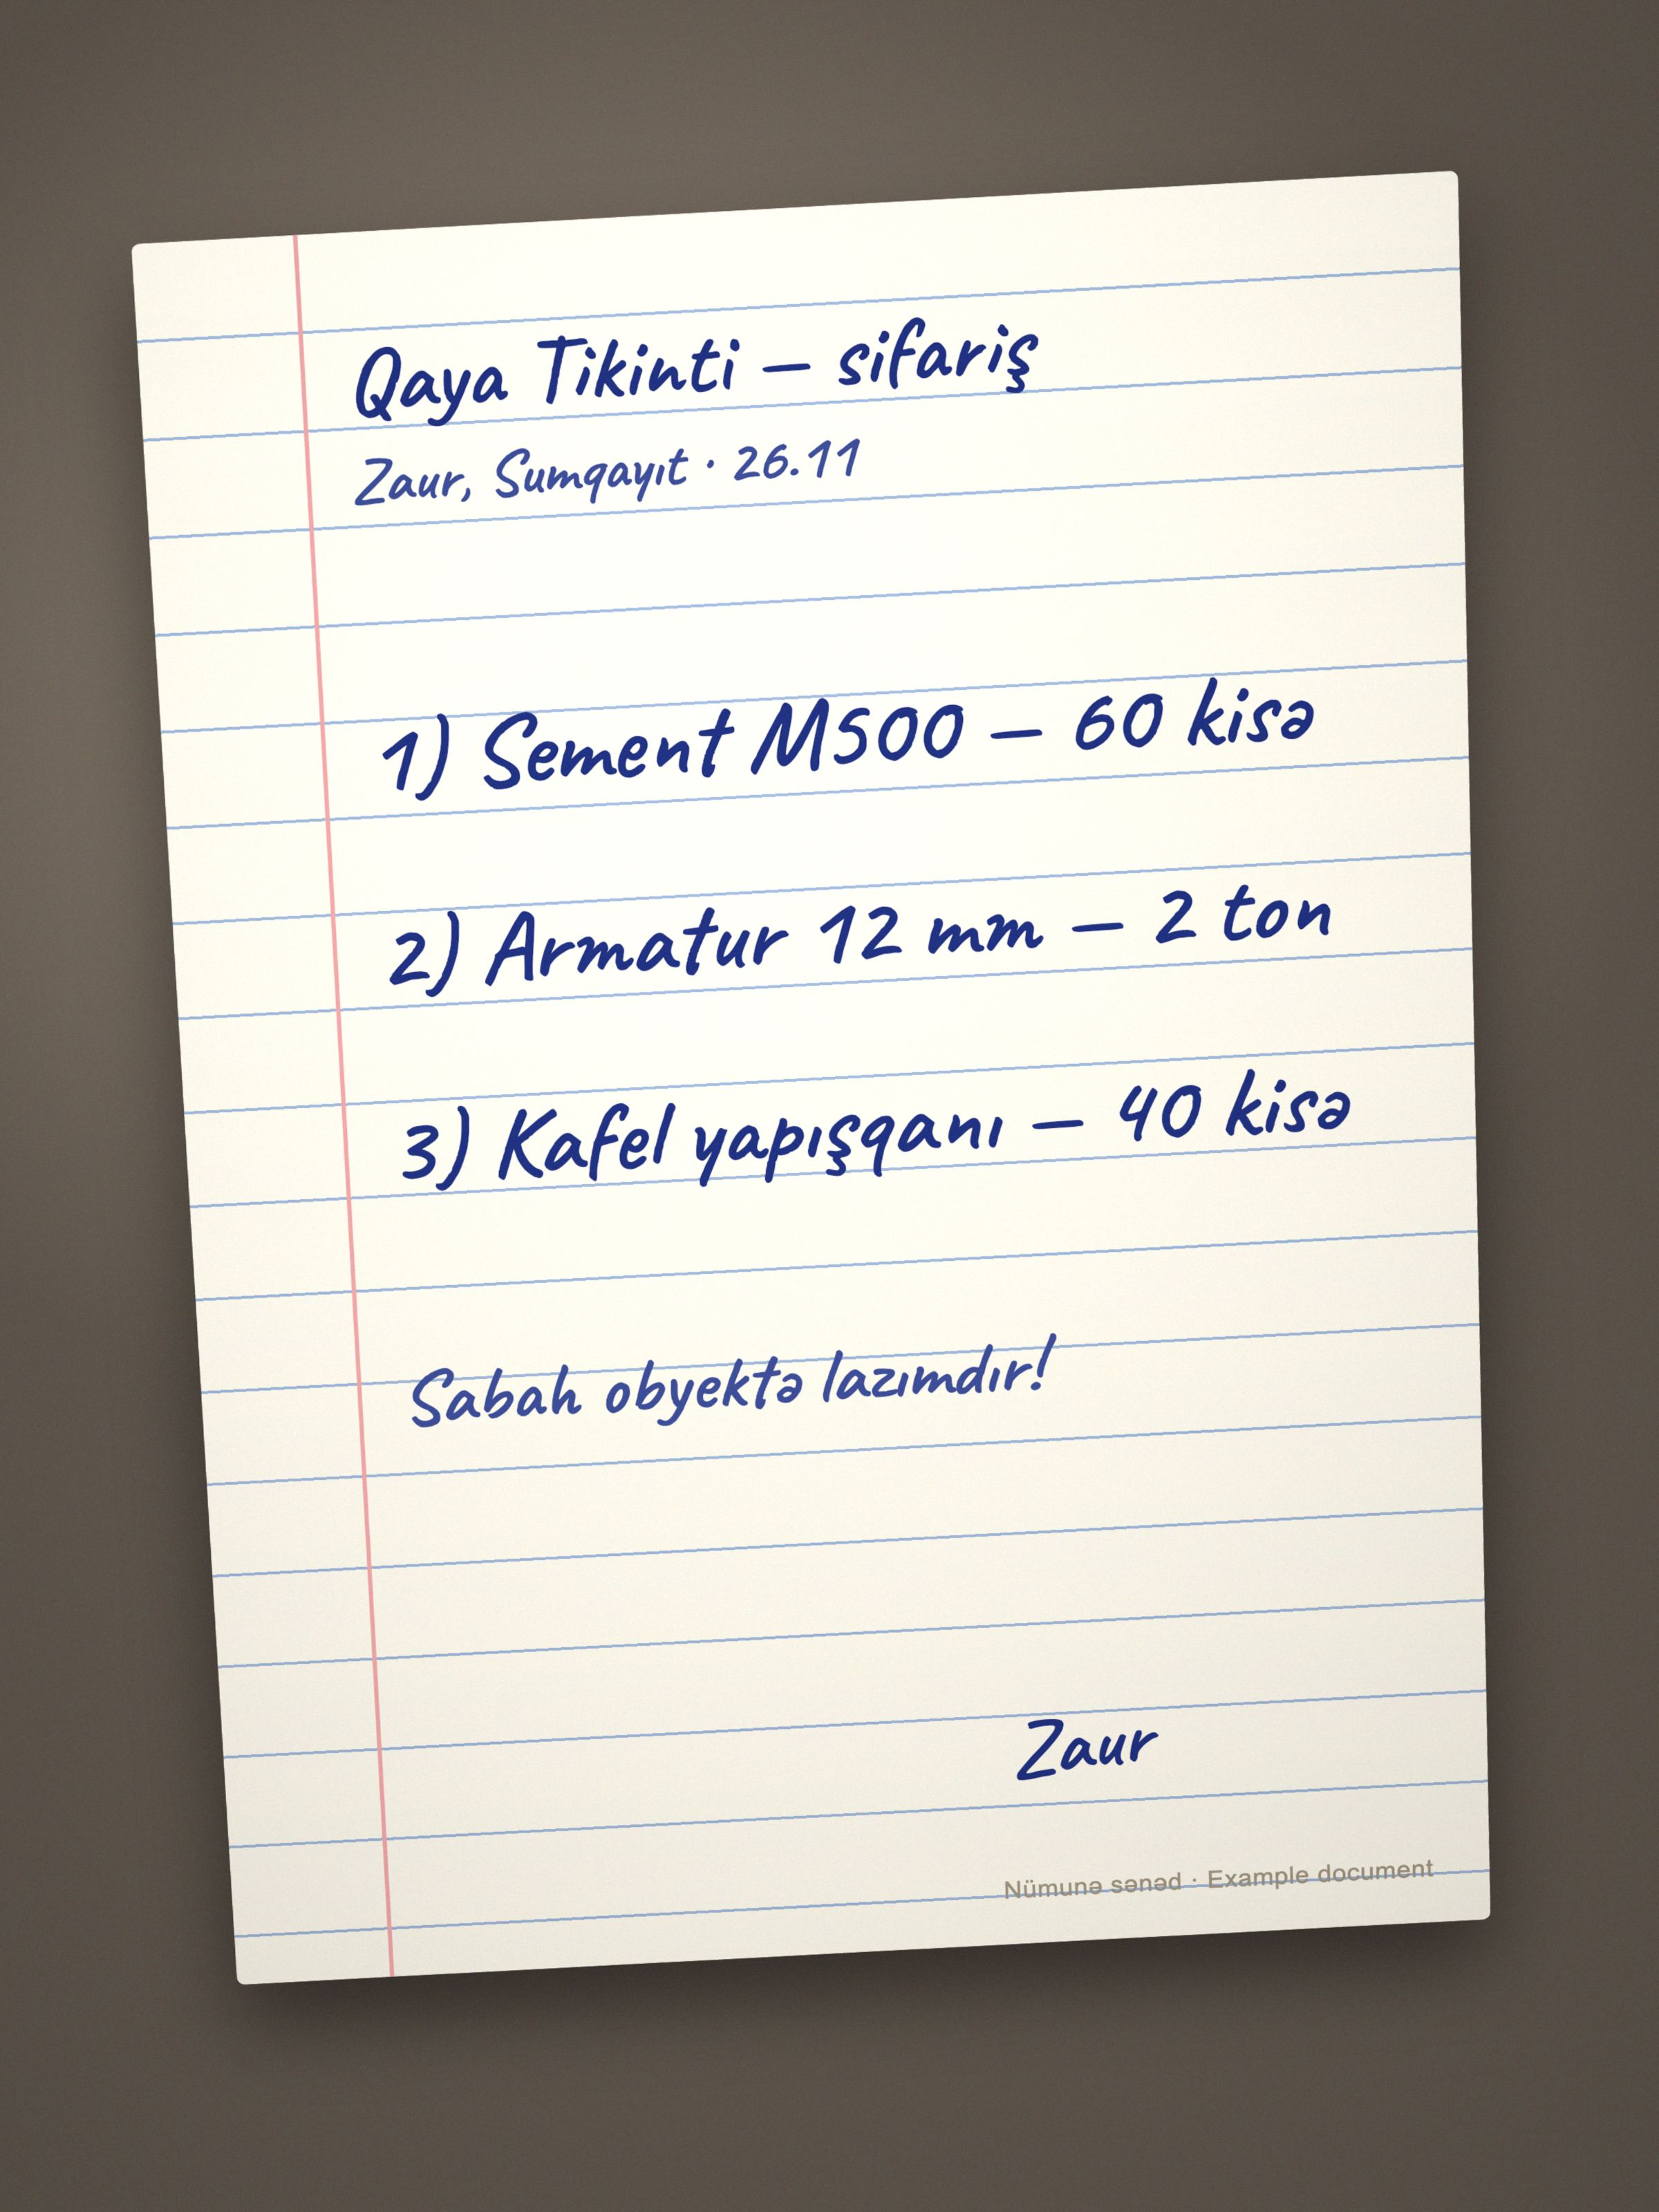 Qaya Tikinti – sifariş
Zaur, Sumqayıt · 26.11
1) Sement M500 – 60 kisə
2) Armatur 12 mm – 2 ton
3) Kafel yapışqanı – 40 kisə
Sabah obyektə lazımdır!
Zaur
Nümunə sənəd · Example document